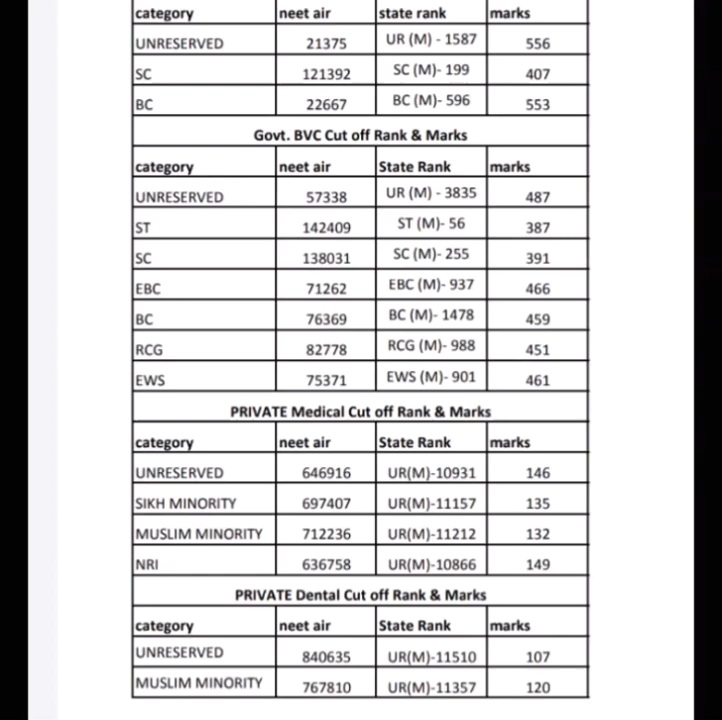 category neet air state rank marks
UNRESERVED 21375 UR (M) - 1587 556
SC 121392 SC (M)- 199 407
BC 22667 BC (M)- 596 553
Govt. BVC Cut off Rank & Marks
category neet air State Rank marks
UNRESERVED 57338 UR (M) - 3835 487
ST 142409 ST (M)- 56 387
SC 138031 SC (M)- 255 391
EBC 71262 EBC (M)- 937 466
BC 76369 BC (M)- 1478 459
RCG 82778 RCG (M)- 988 451
EWS 75371 EWS (M)- 901 461
PRIVATE Medical Cut off Rank & Marks
category neet air State Rank marks
UNRESERVED 646916 UR(M)-10931 146
SIKH MINORITY 697407 UR(M)-11157 135
MUSLIM MINORITY 712236 UR(M)-11212 132
NRI 636758 UR(M)-10866 149
PRIVATE Dental Cut off Rank & Marks
category neet air State Rank marks
UNRESERVED 840635 UR(M)-11510 107
MUSLIM MINORITY 767810 UR(M)-11357 120